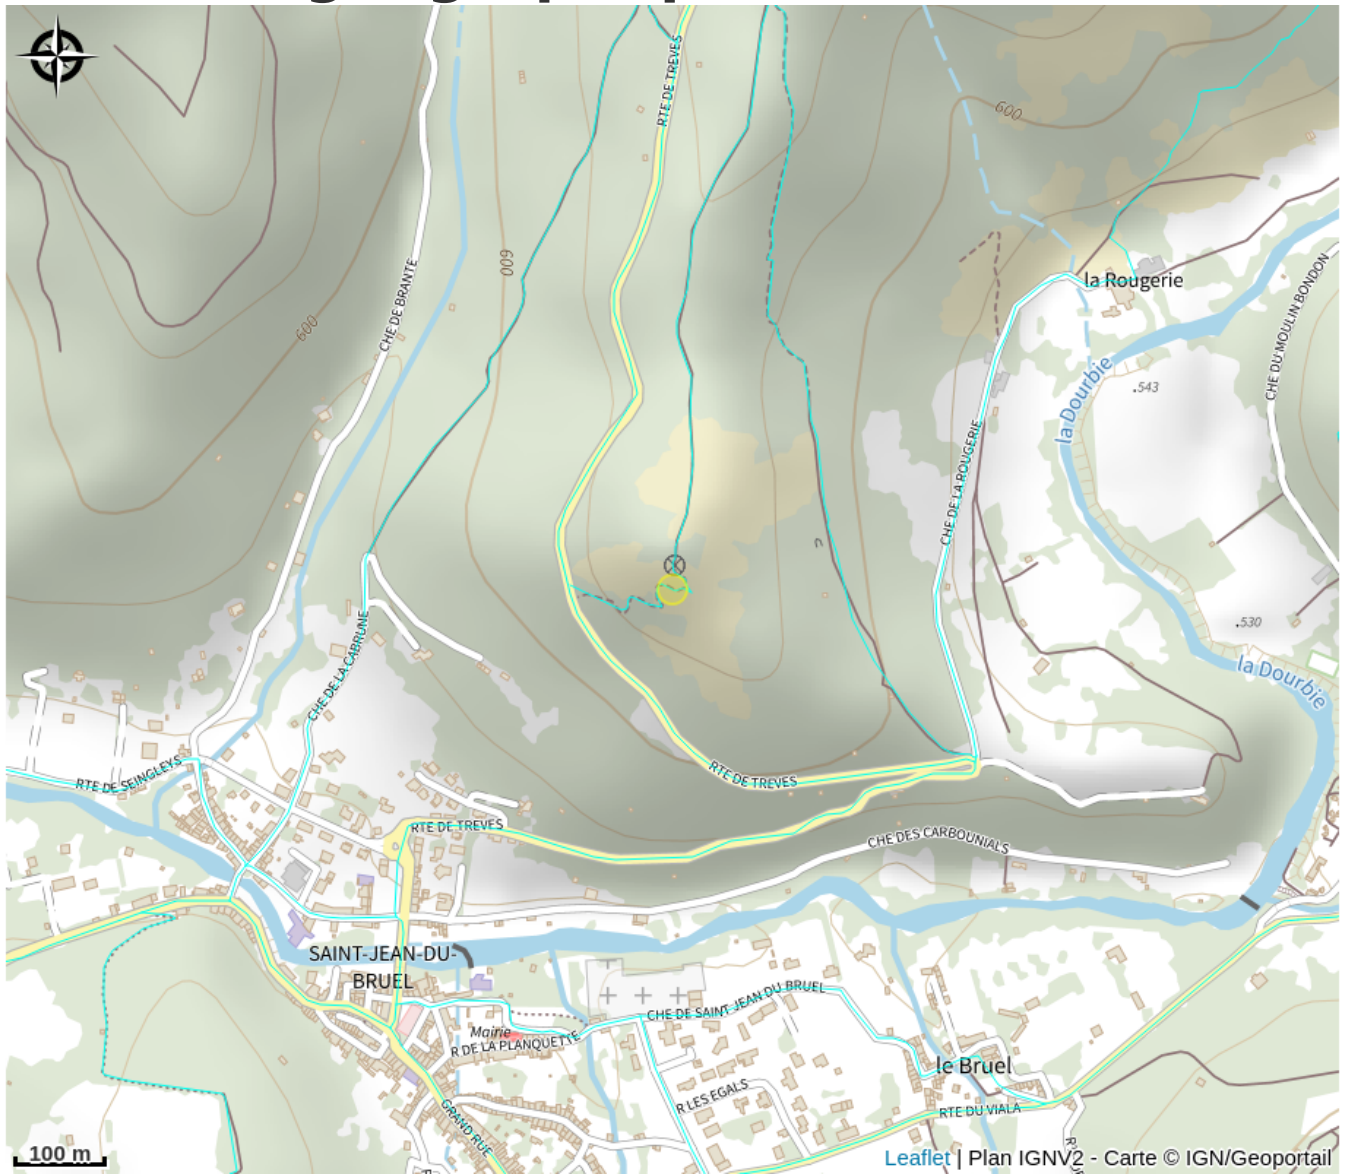 RTE DE TREVES
600
600
600
CHE DE BRANTE
la Rougerie
CHE DU MOULIN BONDON
la Dourbie
.543
CHE DE LA ROUGERIE
.530
la Dourbie
CHE DE LA CABRUNE
RTE DE SEINGLEYS
RTE DE TREVES
RTE DE TREVES
CHE DES CARBOUNIALS
SAINT-JEAN-DU-
BRUEL
CHE DE SAINT JEAN DU BRUEL
Mairie
R DE LA PLANQUETTE
le Bruel
R LES EGALS
RTE DU VIALA
GRAND RUE
100 m
Leaflet | Plan IGNV2 - Carte © IGN/Geoportail